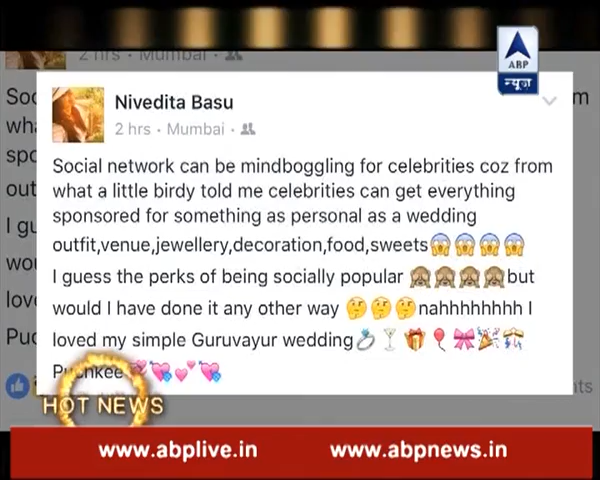 2 hrs • Mumbai •
ABP
न्यूज़
Nivedita Basu
2 hrs • Mumbai •
Social network can be mindboggling for celebrities coz from
what a little birdy told me celebrities can get everything
sponsored for something as personal as a wedding
outfit,venue,jewellery,decoration,food,sweets😱😱😱😱
I guess the perks of being socially popular 🙈🙈🙈🙈but
would I have done it any other way 🤔🤔🤔nahhhhhhhh I
loved my simple Guruvayur wedding💍🍸🎁🎈🎀🎉🎊
💞💘💕💘
HOT NEWS
www.abplive.in www.abpnews.in